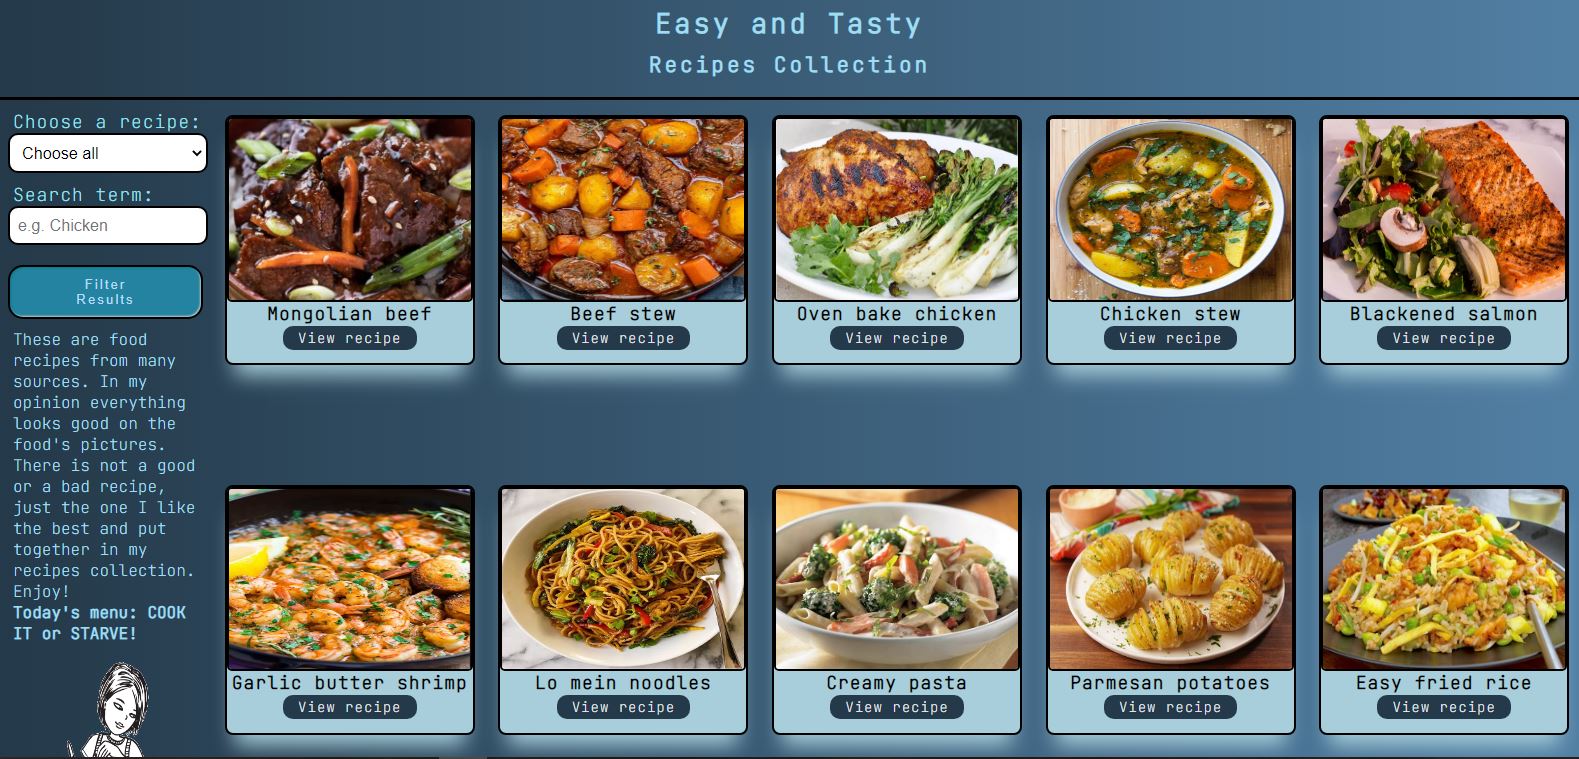 Easy and Tasty
Recipes Collection
Choose a recipe:
Choose all
Search term:
e.g. Chicken
Filter
Results
These are food
recipes from many
sources. In my
opinion everything
looks good on the
food's pictures.
There is not a good
or a bad recipe,
just the one I like
the best and put
together in my
recipes collection.
Enjoy!
Today's menu: COOK
IT or STARVE!
Mongolian beef
View recipe
Beef stew
View recipe
Oven bake chicken
View recipe
Chicken stew
View recipe
Blackened salmon
View recipe
Garlic butter shrimp
View recipe
Lo mein noodles
View recipe
Creamy pasta
View recipe
Parmesan potatoes
View recipe
Easy fried rice
View recipe